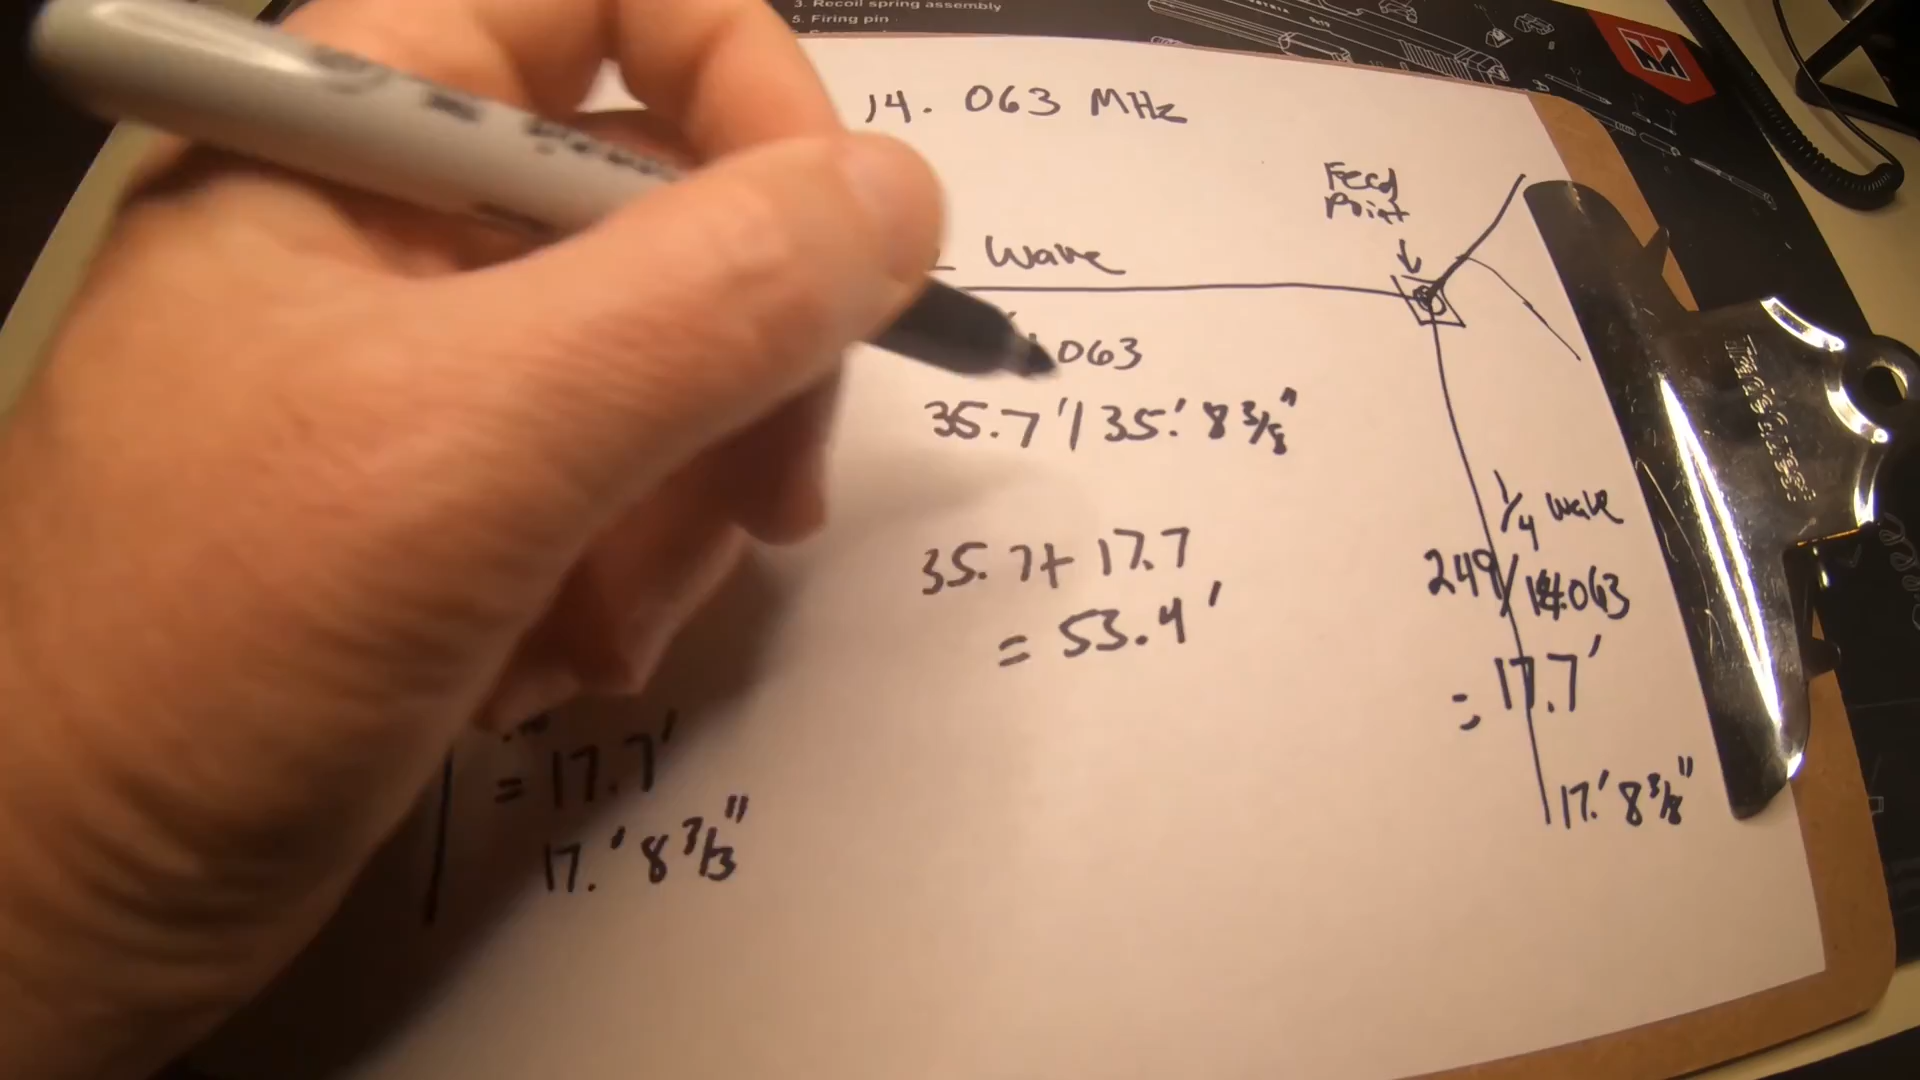 3. Recoil spring assembly
5. Firing pin
14.063 MHz
Feed
Point
Wave
063
35.7'/35.' 8 3/8"
35.7+17.7
= 53.4'
1/4 wave
249/14.063
= 17.7'
17.' 8 3/8"
= 17.7'
17.' 8 3/3"